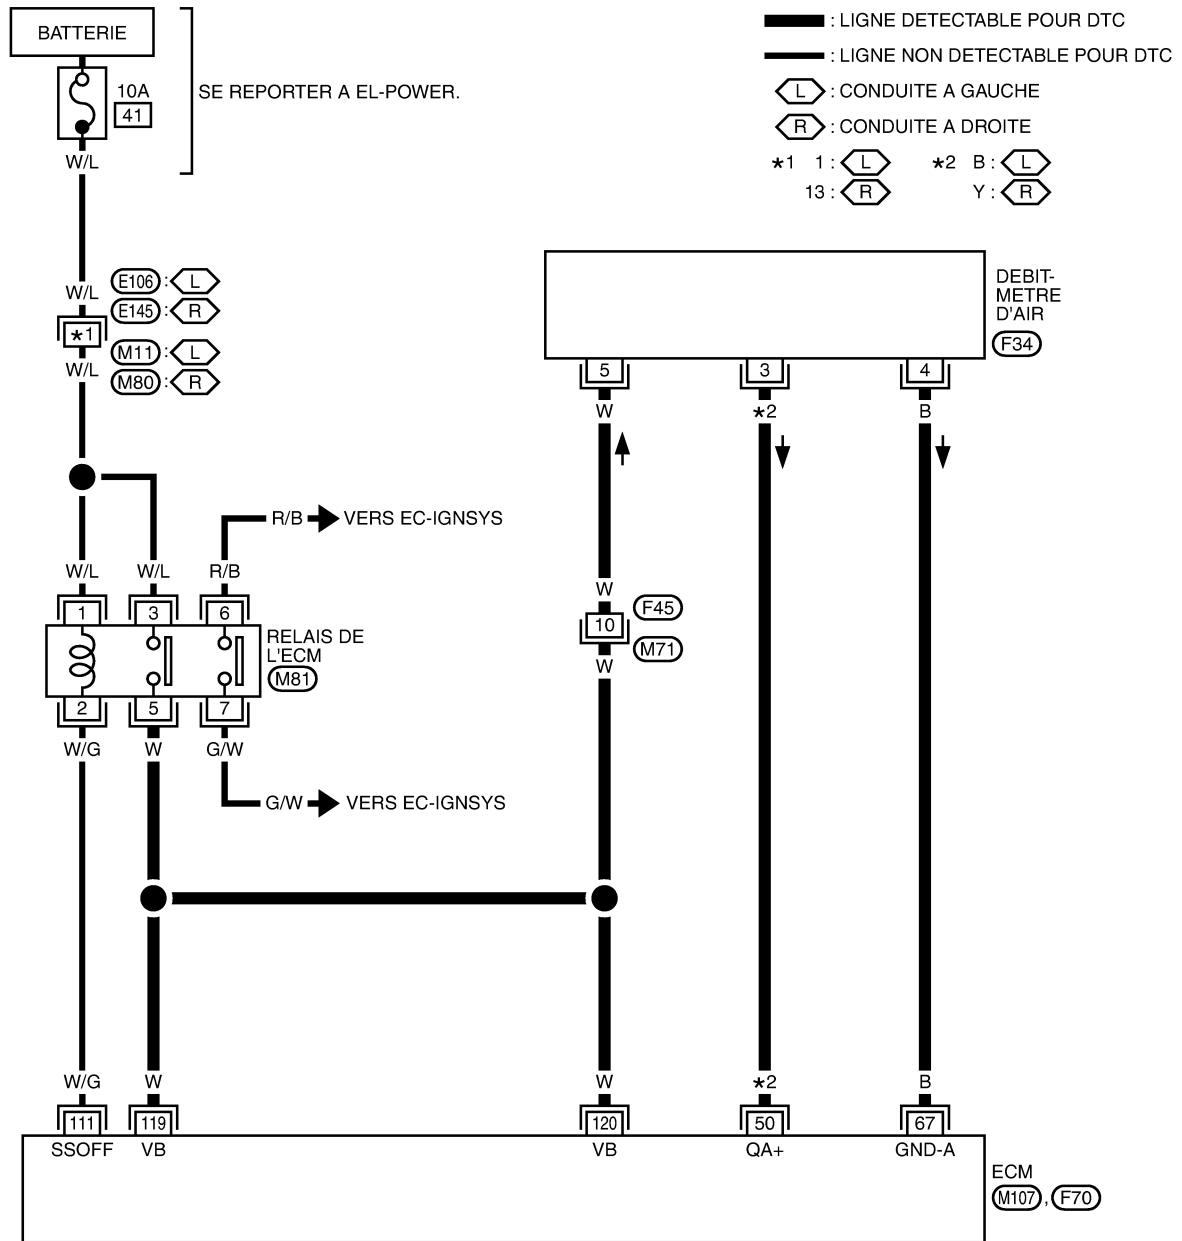 BATTERIE
10A
41
SE REPORTER A EL-POWER.
W/L
: LIGNE DETECTABLE POUR DTC
: LIGNE NON DETECTABLE POUR DTC
L : CONDUITE A GAUCHE
R : CONDUITE A DROITE
★1 1 : L ★2 B : L
13 : R Y : R
W/L
E106 : L
E145 : R
★1
M11 : L
M80 : R
W/L
DEBIT-
METRE
D'AIR
F34
5 3 4
W ★2 B
R/B VERS EC-IGNSYS
W/L W/L R/B
1 3 6
RELAIS DE
L'ECM
M81
2 5 7
W/G W G/W
W
F45
10
M71
W
G/W VERS EC-IGNSYS
W/G W W ★2 B
111 119 120 50 67
SSOFF VB VB QA+ GND-A
ECM
M107 , F70